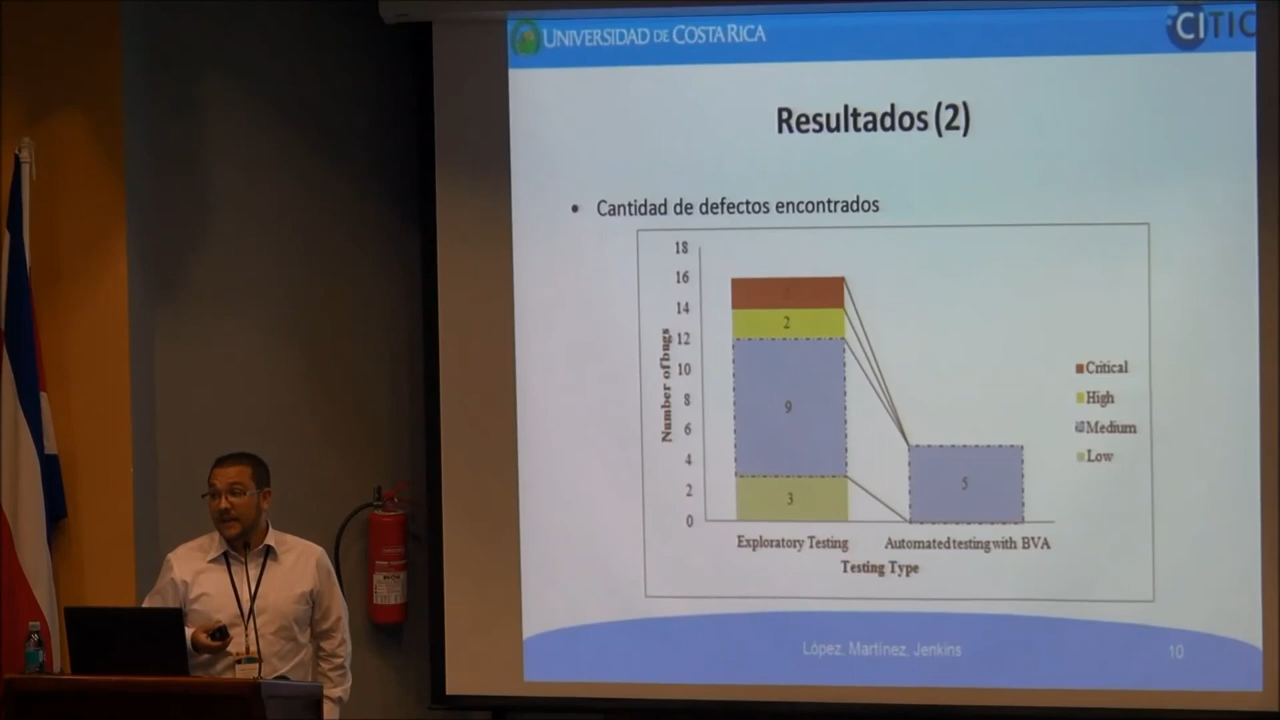 UNIVERSIDAD DE COSTA RICA
CITIC
Resultados (2)
• Cantidad de defectos encontrados
18
16
14
12
10
8
6
4
2
0
Number of bugs
2
9
3
5
Critical
High
Medium
Low
Exploratory Testing
Automated testing with BVA
Testing Type
López, Martínez, Jenkins
10